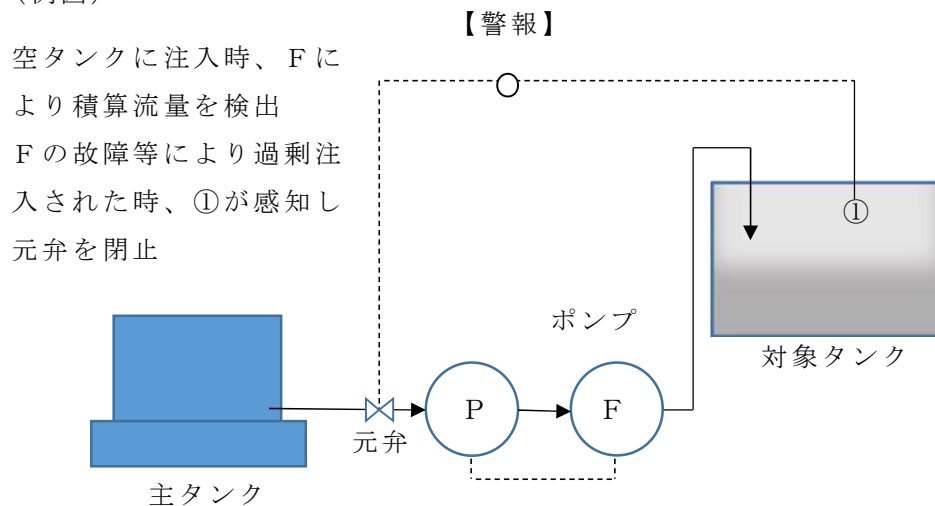 【警報】
空タンクに注入時、Fに
より積算流量を検出
Fの故障等により過剰注
入された時、①が感知し
元弁を閉止
①
ポンプ
対象タンク
P
F
元弁
主タンク